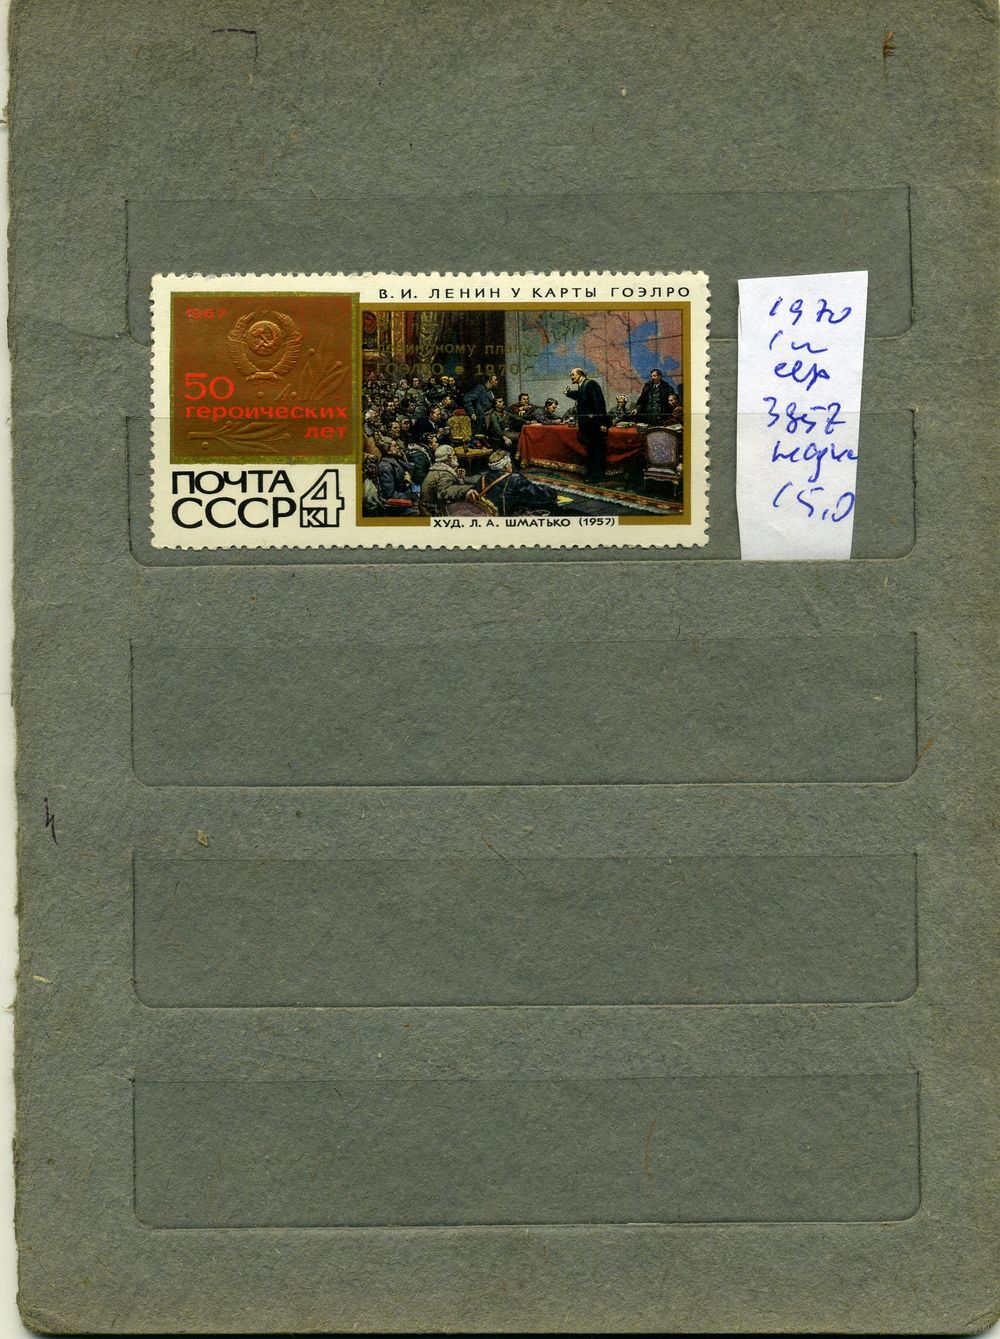 В.И. ЛЕНИН У КАРТЫ ГОЭЛРО
1967
50
героических
лет
ПОЧТА
СССР 4
К
ГОЭЛРО • 1970
ХУД. Л. А. ШМАТЬКО (1957)
1970
3857
15,0